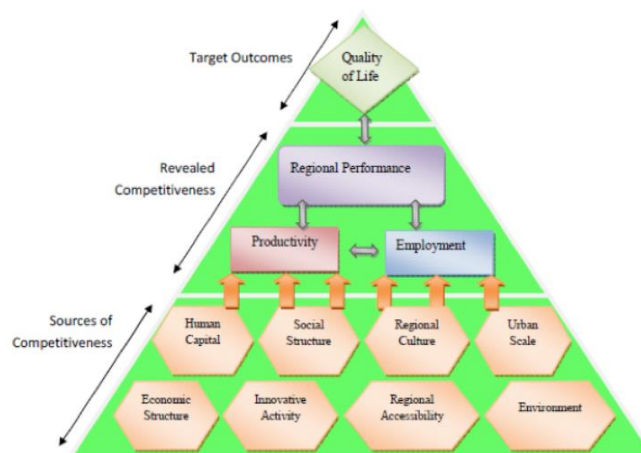 Target Outcomes
Quality
of Life
Revealed
Competitiveness
Regional Performance
Productivity
Employment
Sources of
Competitiveness
Human
Capital
Social
Structure
Regional
Culture
Urban
Scale
Economic
Structure
Innovative
Activity
Regional
Accessibility
Environment